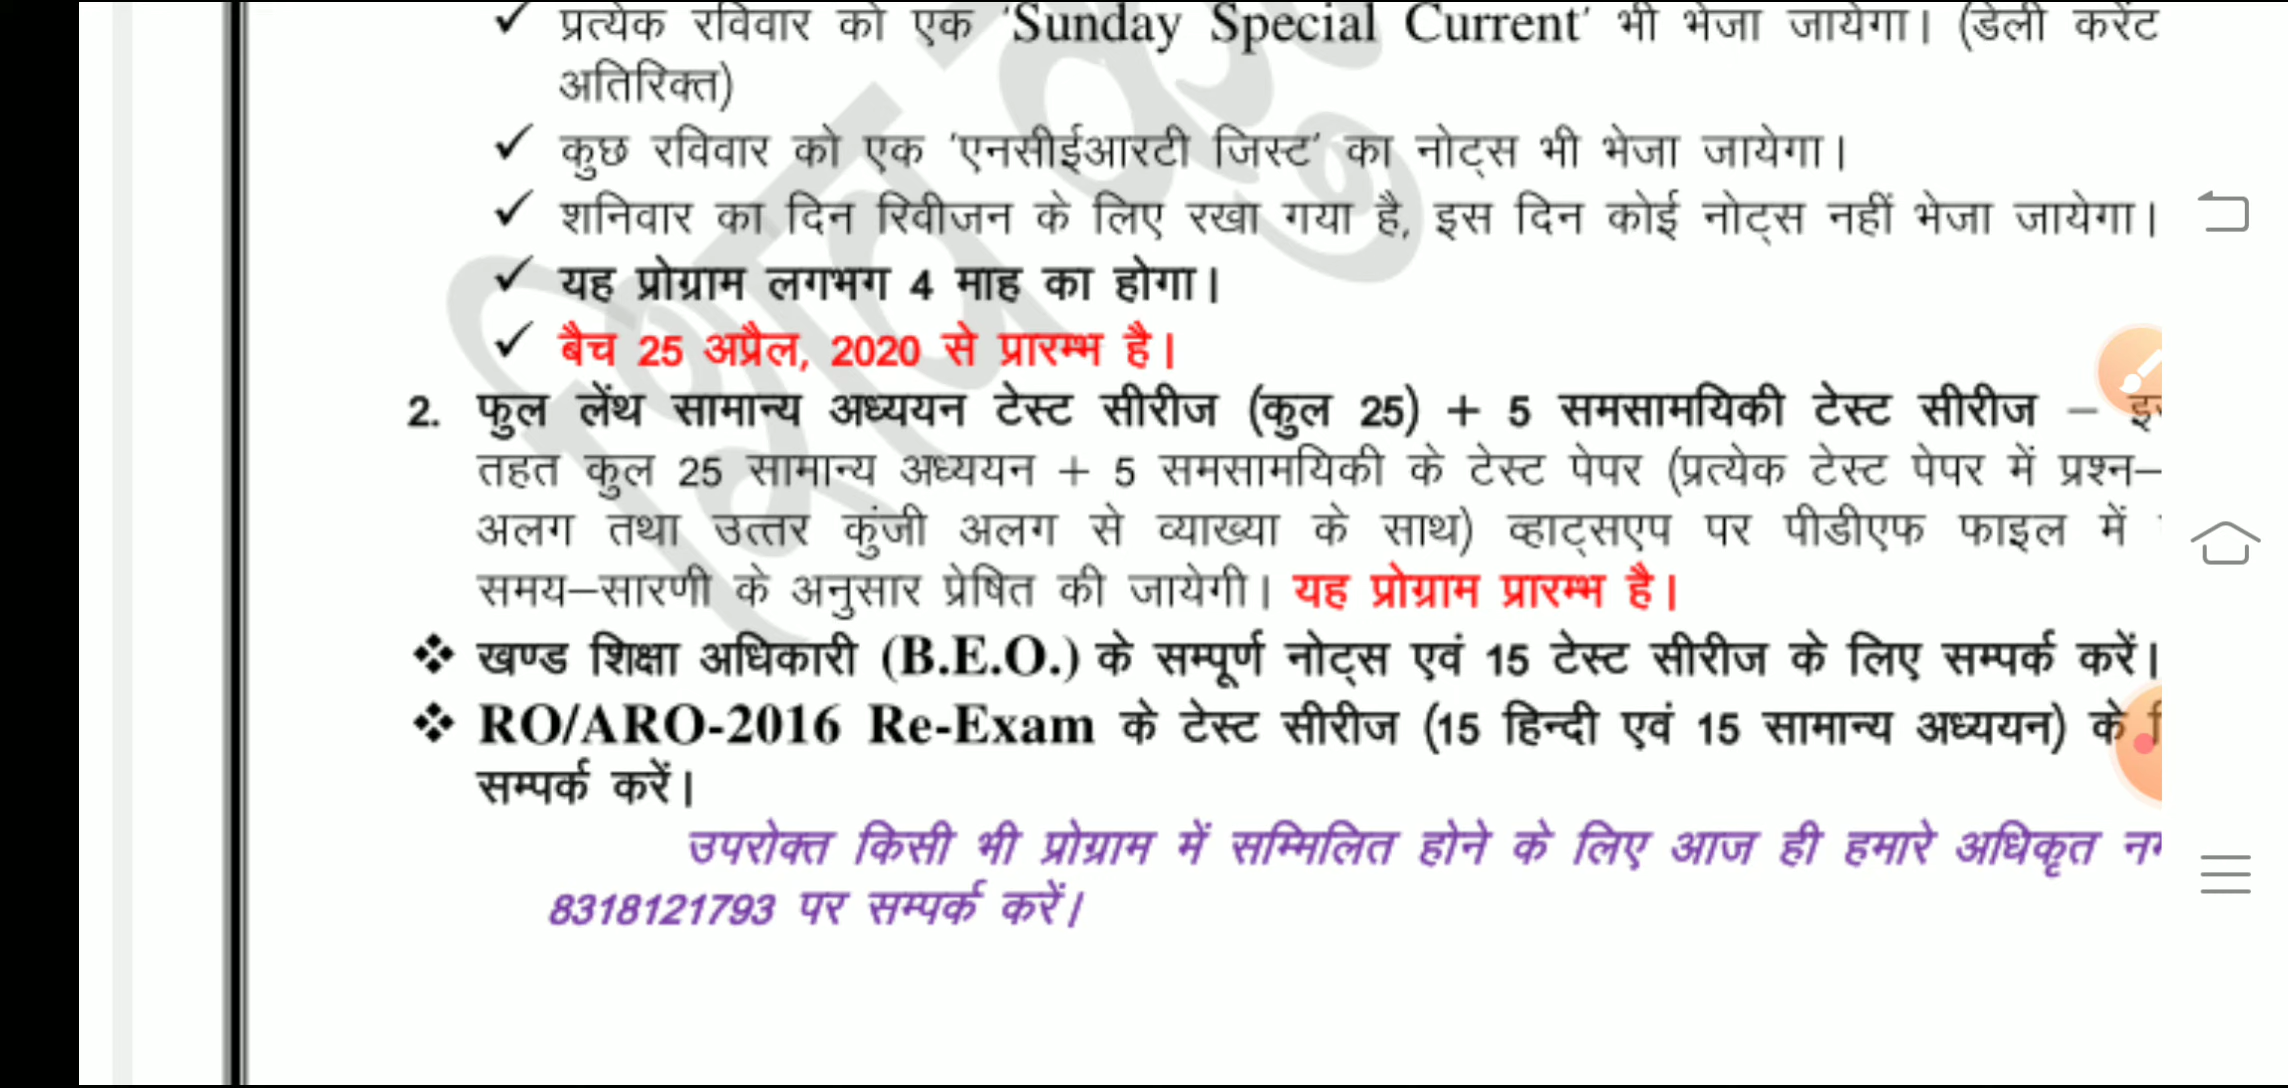 ✓ प्रत्येक रविवार को एक 'Sunday Special Current' भी भेजा जायेगा। (डेली करेंट
अतिरिक्त)
✓ कुछ रविवार को एक 'एनसीईआरटी जिस्ट' का नोट्स भी भेजा जायेगा।
✓ शनिवार का दिन रिवीजन के लिए रखा गया है, इस दिन कोई नोट्स नहीं भेजा जायेगा।
✓ यह प्रोग्राम लगभग 4 माह का होगा।
✓ बैच 25 अप्रैल, 2020 से प्रारम्भ है।
2. फुल लेंथ सामान्य अध्ययन टेस्ट सीरीज (कुल 25) + 5 समसामयिकी टेस्ट सीरीज –
तहत कुल 25 सामान्य अध्ययन + 5 समसामयिकी के टेस्ट पेपर (प्रत्येक टेस्ट पेपर में प्रश्न–
अलग तथा उत्तर कुंजी अलग से व्याख्या के साथ) व्हाट्सएप पर पीडीएफ फाइल में
समय–सारणी के अनुसार प्रेषित की जायेगी। यह प्रोग्राम प्रारम्भ है।
❖ खण्ड शिक्षा अधिकारी (B.E.O.) के सम्पूर्ण नोट्स एवं 15 टेस्ट सीरीज के लिए सम्पर्क करें।
❖ RO/ARO-2016 Re-Exam के टेस्ट सीरीज (15 हिन्दी एवं 15 सामान्य अध्ययन) के
सम्पर्क करें।
उपरोक्त किसी भी प्रोग्राम में सम्मिलित होने के लिए आज ही हमारे अधिकृत
8318121793 पर सम्पर्क करें।